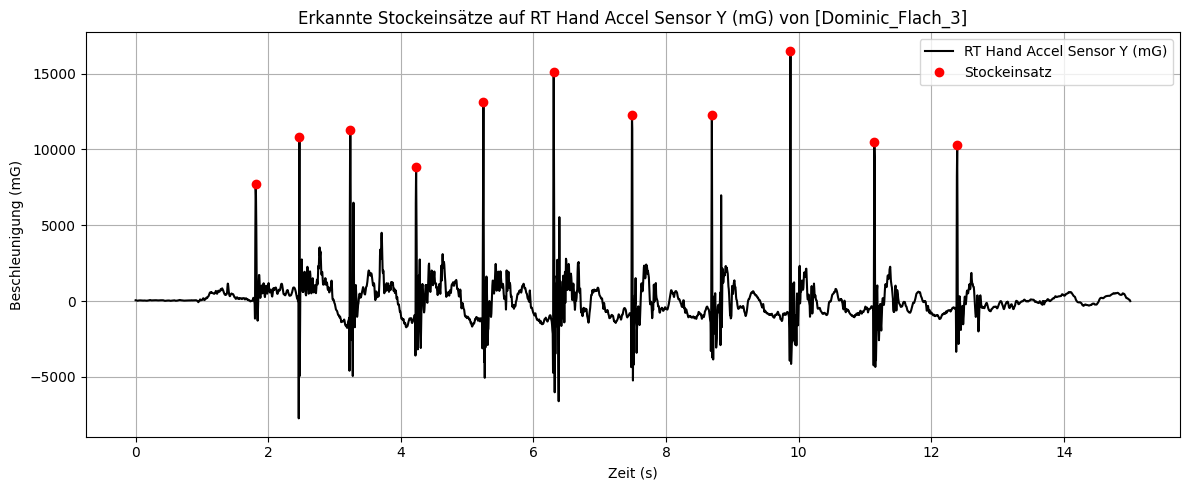 Erkannte Stockeinsätze auf RT Hand Accel Sensor Y (mG) von [Dominic_Flach_3]
RT Hand Accel Sensor Y (mG)
Stockeinsatz
Beschleunigung (mG)
15000
10000
5000
0
−5000
0 2 4 6 8 10 12 14
Zeit (s)